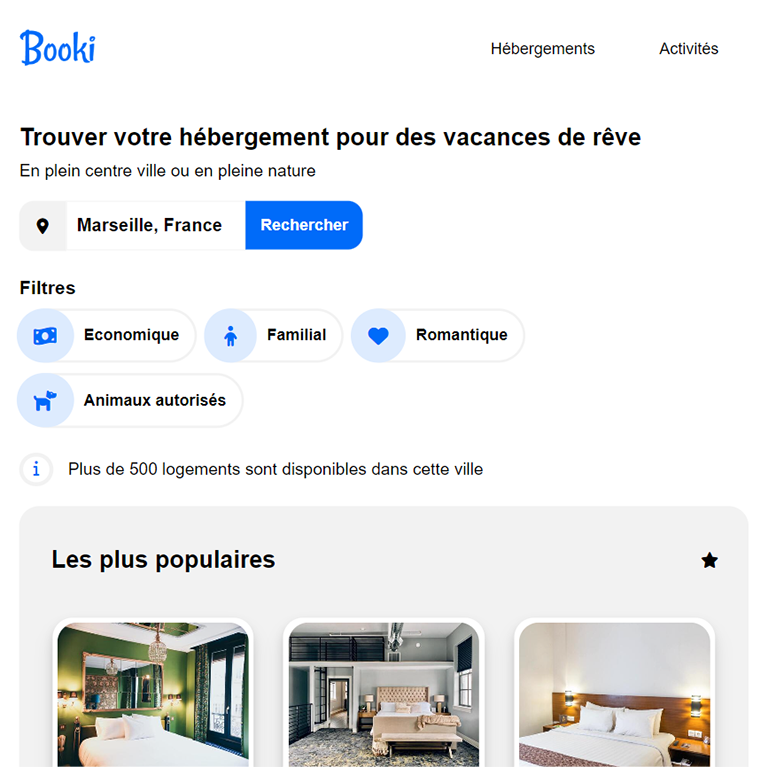 Booki
Hébergements
Activités
Trouver votre hébergement pour des vacances de rêve
En plein centre ville ou en pleine nature
Marseille, France
Rechercher
Filtres
Economique
Familial
Romantique
Animaux autorisés
i
Plus de 500 logements sont disponibles dans cette ville
Les plus populaires